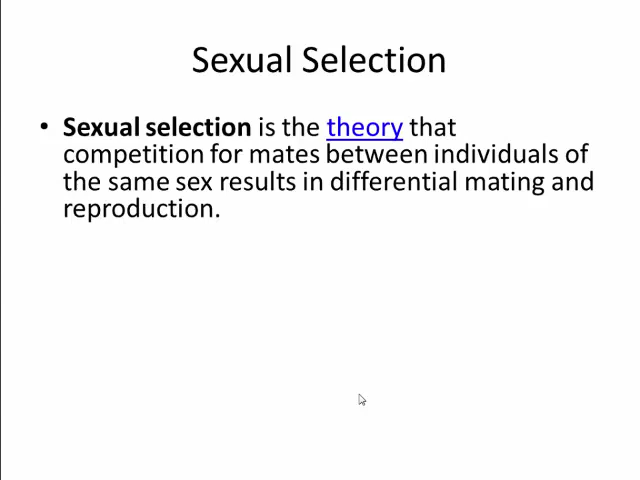 Sexual Selection
• Sexual selection is the theory that
competition for mates between individuals of
the same sex results in differential mating and
reproduction.